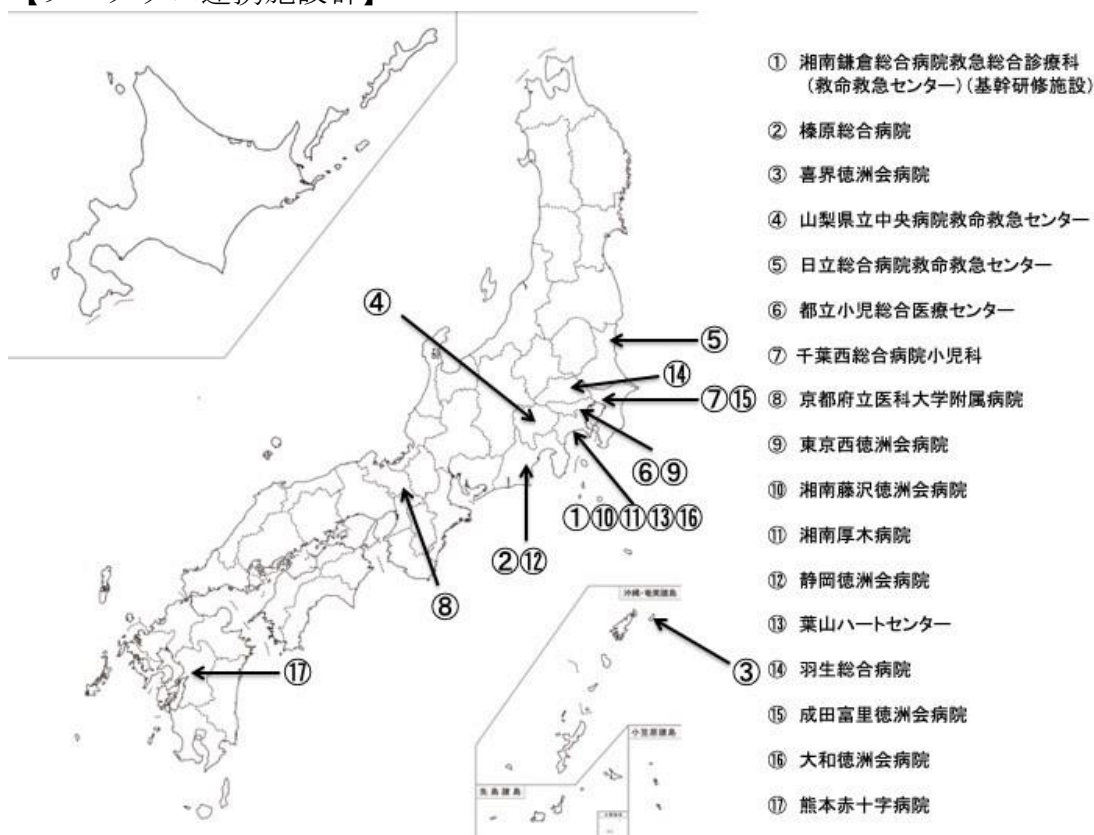 ① 湘南鎌倉総合病院救急総合診療科
（救命救急センター）（基幹研修施設）
② 榛原総合病院
③ 喜界徳洲会病院
④ 山梨県立中央病院救命救急センター
⑤ 日立総合病院救命救急センター
⑥ 都立小児総合医療センター
⑦ 千葉西総合病院小児科
⑧ 京都府立医科大学附属病院
⑨ 東京西徳洲会病院
⑩ 湘南藤沢徳洲会病院
⑪ 湘南厚木病院
⑫ 静岡徳洲会病院
⑬ 葉山ハートセンター
⑭ 羽生総合病院
⑮ 成田富里徳洲会病院
⑯ 大和徳洲会病院
⑰ 熊本赤十字病院
④
⑤
⑭
⑦⑮
⑥⑨
①⑩⑪⑬⑯
②⑫
⑧
⑰
③
沖縄・奄美諸島
小笠原諸島
先島諸島